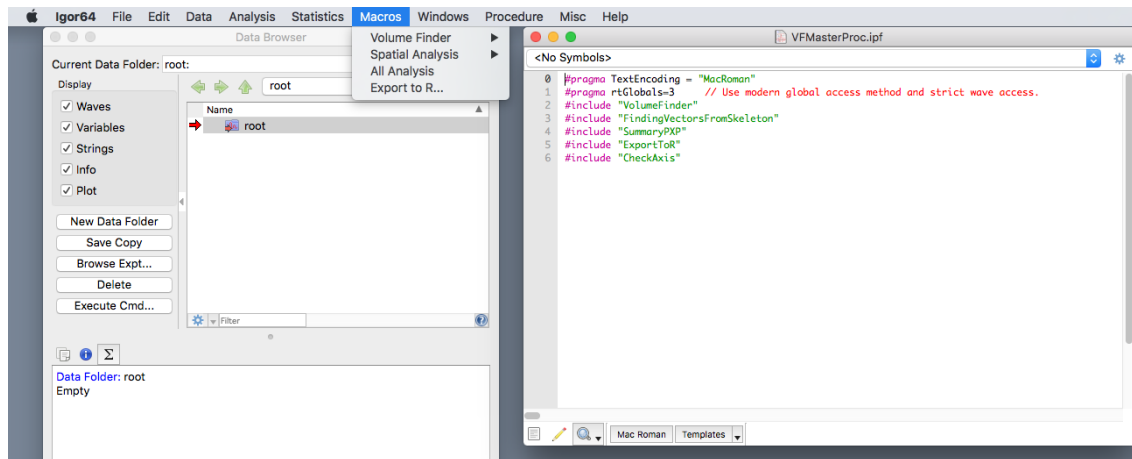 Igor64 File Edit Data Analysis Statistics Macros Windows Procedure Misc Help
Data Browser
Current Data Folder: root:
Display
Waves
Variables
Strings
Info
Plot
New Data Folder
Save Copy
Browse Expt...
Delete
Execute Cmd...
root
Name
root
Filter
Σ
Data Folder: root
Empty
Volume Finder
Spatial Analysis
All Analysis
Export to R...
VFMasterProc.ipf
<No Symbols>
0 #pragma TextEncoding = "MacRoman"
1 #pragma rtGlobals=3 // Use modern global access method and strict wave access.
2 #include "VolumeFinder"
3 #include "FindingVectorsFromSkeleton"
4 #include "SummaryPXP"
5 #include "ExportToR"
6 #include "CheckAxis"
Mac Roman Templates